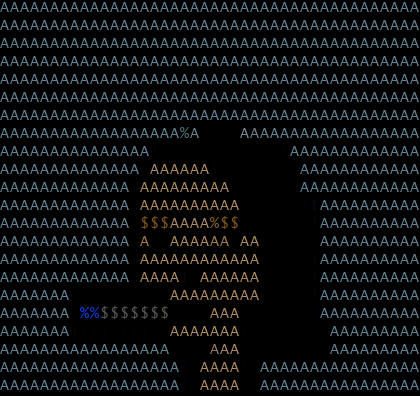 AAAAAAAAAAAAAAAAAAAAAAAAAAAAAAAAAAAAAAAAAA
AAAAAAAAAAAAAAAAAAAAAAAAAAAAAAAAAAAAAAAAAA
AAAAAAAAAAAAAAAAAAAAAAAAAAAAAAAAAAAAAAAAAA
AAAAAAAAAAAAAAAAAAAAAAAAAAAAAAAAAAAAAAAAAA
AAAAAAAAAAAAAAAAAAAAAAAAAAAAAAAAAAAAAAAAAA
AAAAAAAAAAAAAAAAAAAAAAAAAAAAAAAAAAAAAAAAAA
AAAAAAAAAAAAAAAAAAAAAAAAAAAAAAAAAAAAAAAAAA
AAAAAAAAAAAAAAAAAA%A    AAAAAAAAAAAAAAAAAA
AAAAAAAAAAAAAAA              AAAAAAAAAAAAA
AAAAAAAAAAAAAA AAAAAA         AAAAAAAAAAAA
AAAAAAAAAAAAA AAAAAAAAA       AAAAAAAAAAAA
AAAAAAAAAAAAA AAAAAAAAAA        AAAAAAAAAA
AAAAAAAAAAAAA $$$AAAA%$$        AAAAAAAAAA
AAAAAAAAAAAAA A  AAAAAA AA      AAAAAAAAAA
AAAAAAAAAAAAA AAAAAAAAAAAA      AAAAAAAAAA
AAAAAAAAAAAAA AAAA  AAAAAA      AAAAAAAAAA
AAAAAAA          AAAAAAAAA      AAAAAAAAAA
AAAAAAA %%$$$$$$$    AAA        AAAAAAAAAA
AAAAAAA          AAAAAAA         AAAAAAAAA
AAAAAAAAAAAAAAAAA    AAA         AAAAAAAAA
AAAAAAAAAAAAAAAAAA  AAAA  AAAAAAAAAAAAAAAA
AAAAAAAAAAAAAAAAAA  AAAA  AAAAAAAAAAAAAAAA